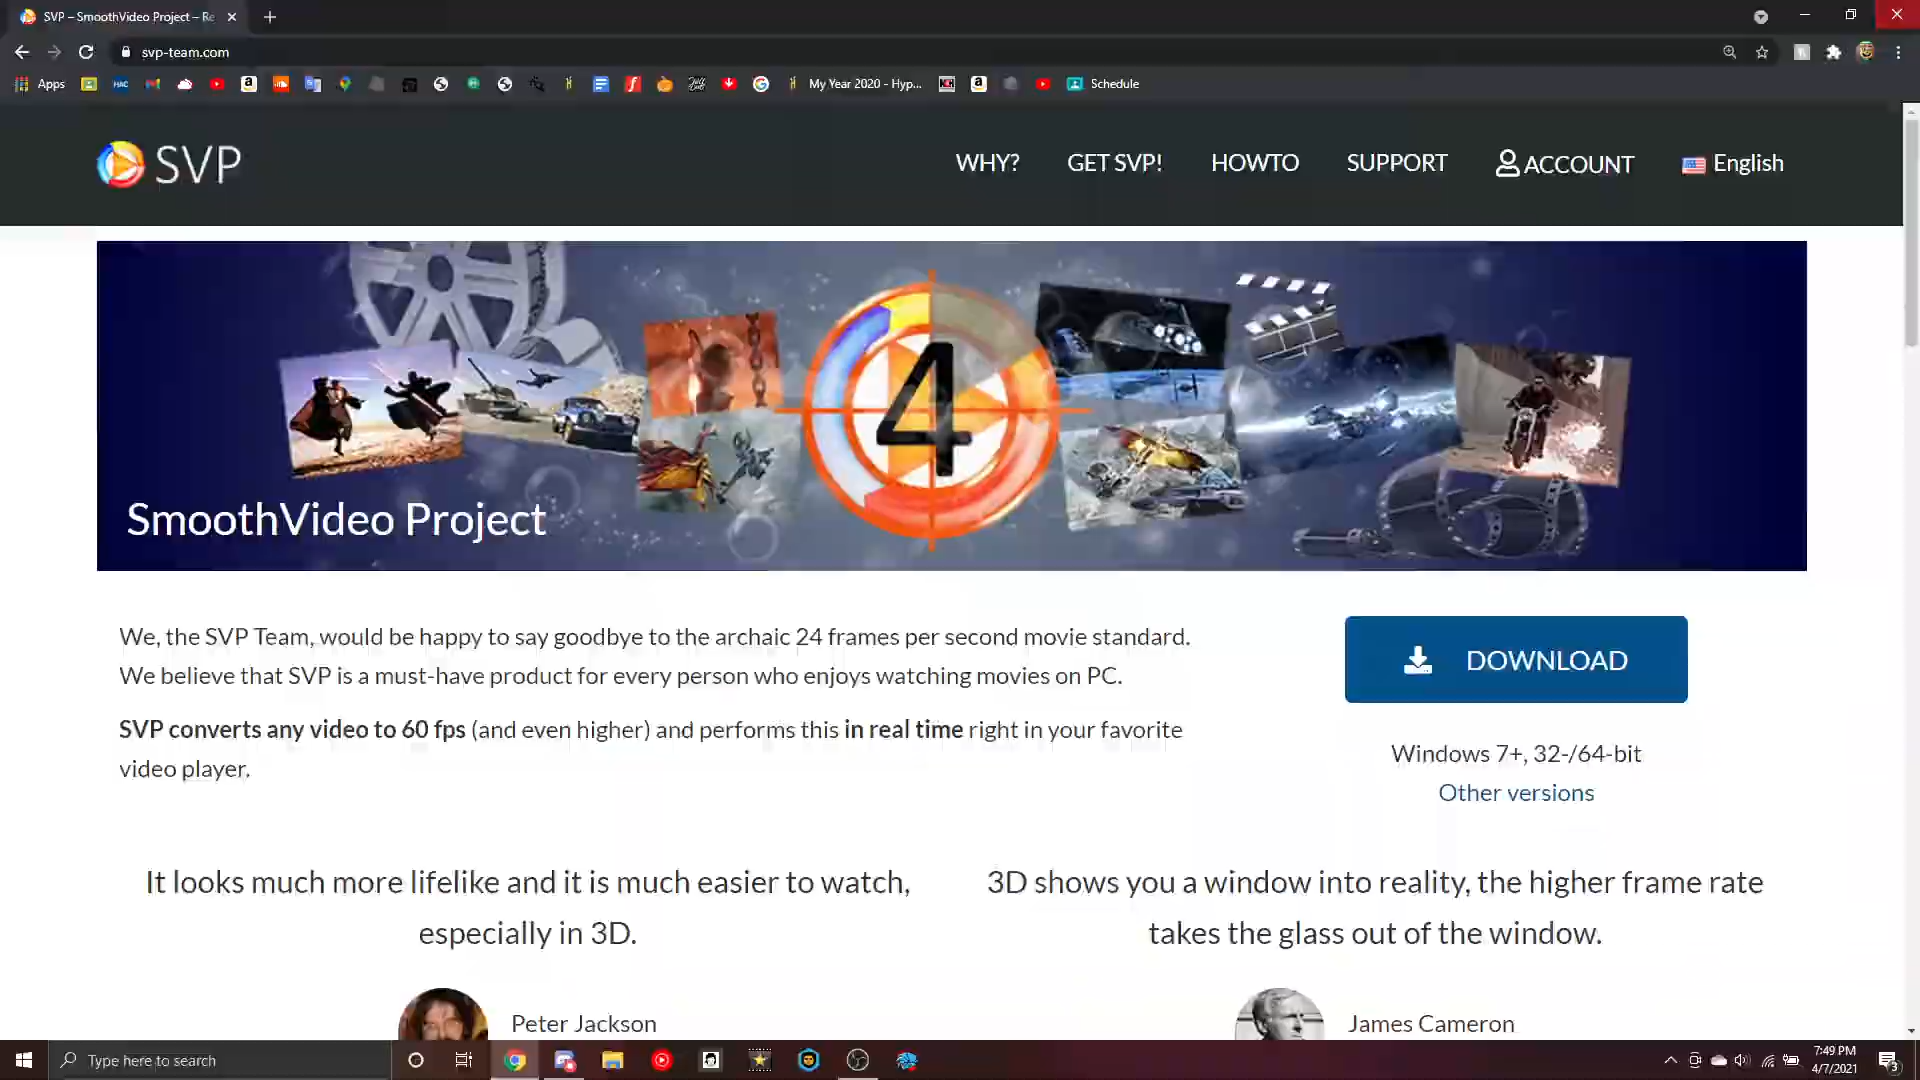 SVP – SmoothVideo Project – Re
svp-team.com
Apps
HAC
My Year 2020 - Hyp...
Schedule
SVP
WHY?
GET SVP!
HOWTO
SUPPORT
ACCOUNT
English
4
SmoothVideo Project
We, the SVP Team, would be happy to say goodbye to the archaic 24 frames per second movie standard.
We believe that SVP is a must-have product for every person who enjoys watching movies on PC.
SVP converts any video to 60 fps (and even higher) and performs this in real time right in your favorite
video player.
DOWNLOAD
Windows 7+, 32-/64-bit
Other versions
It looks much more lifelike and it is much easier to watch,
especially in 3D.
3D shows you a window into reality, the higher frame rate
takes the glass out of the window.
Peter Jackson
James Cameron
Type here to search
7:49 PM
4/7/2021
3